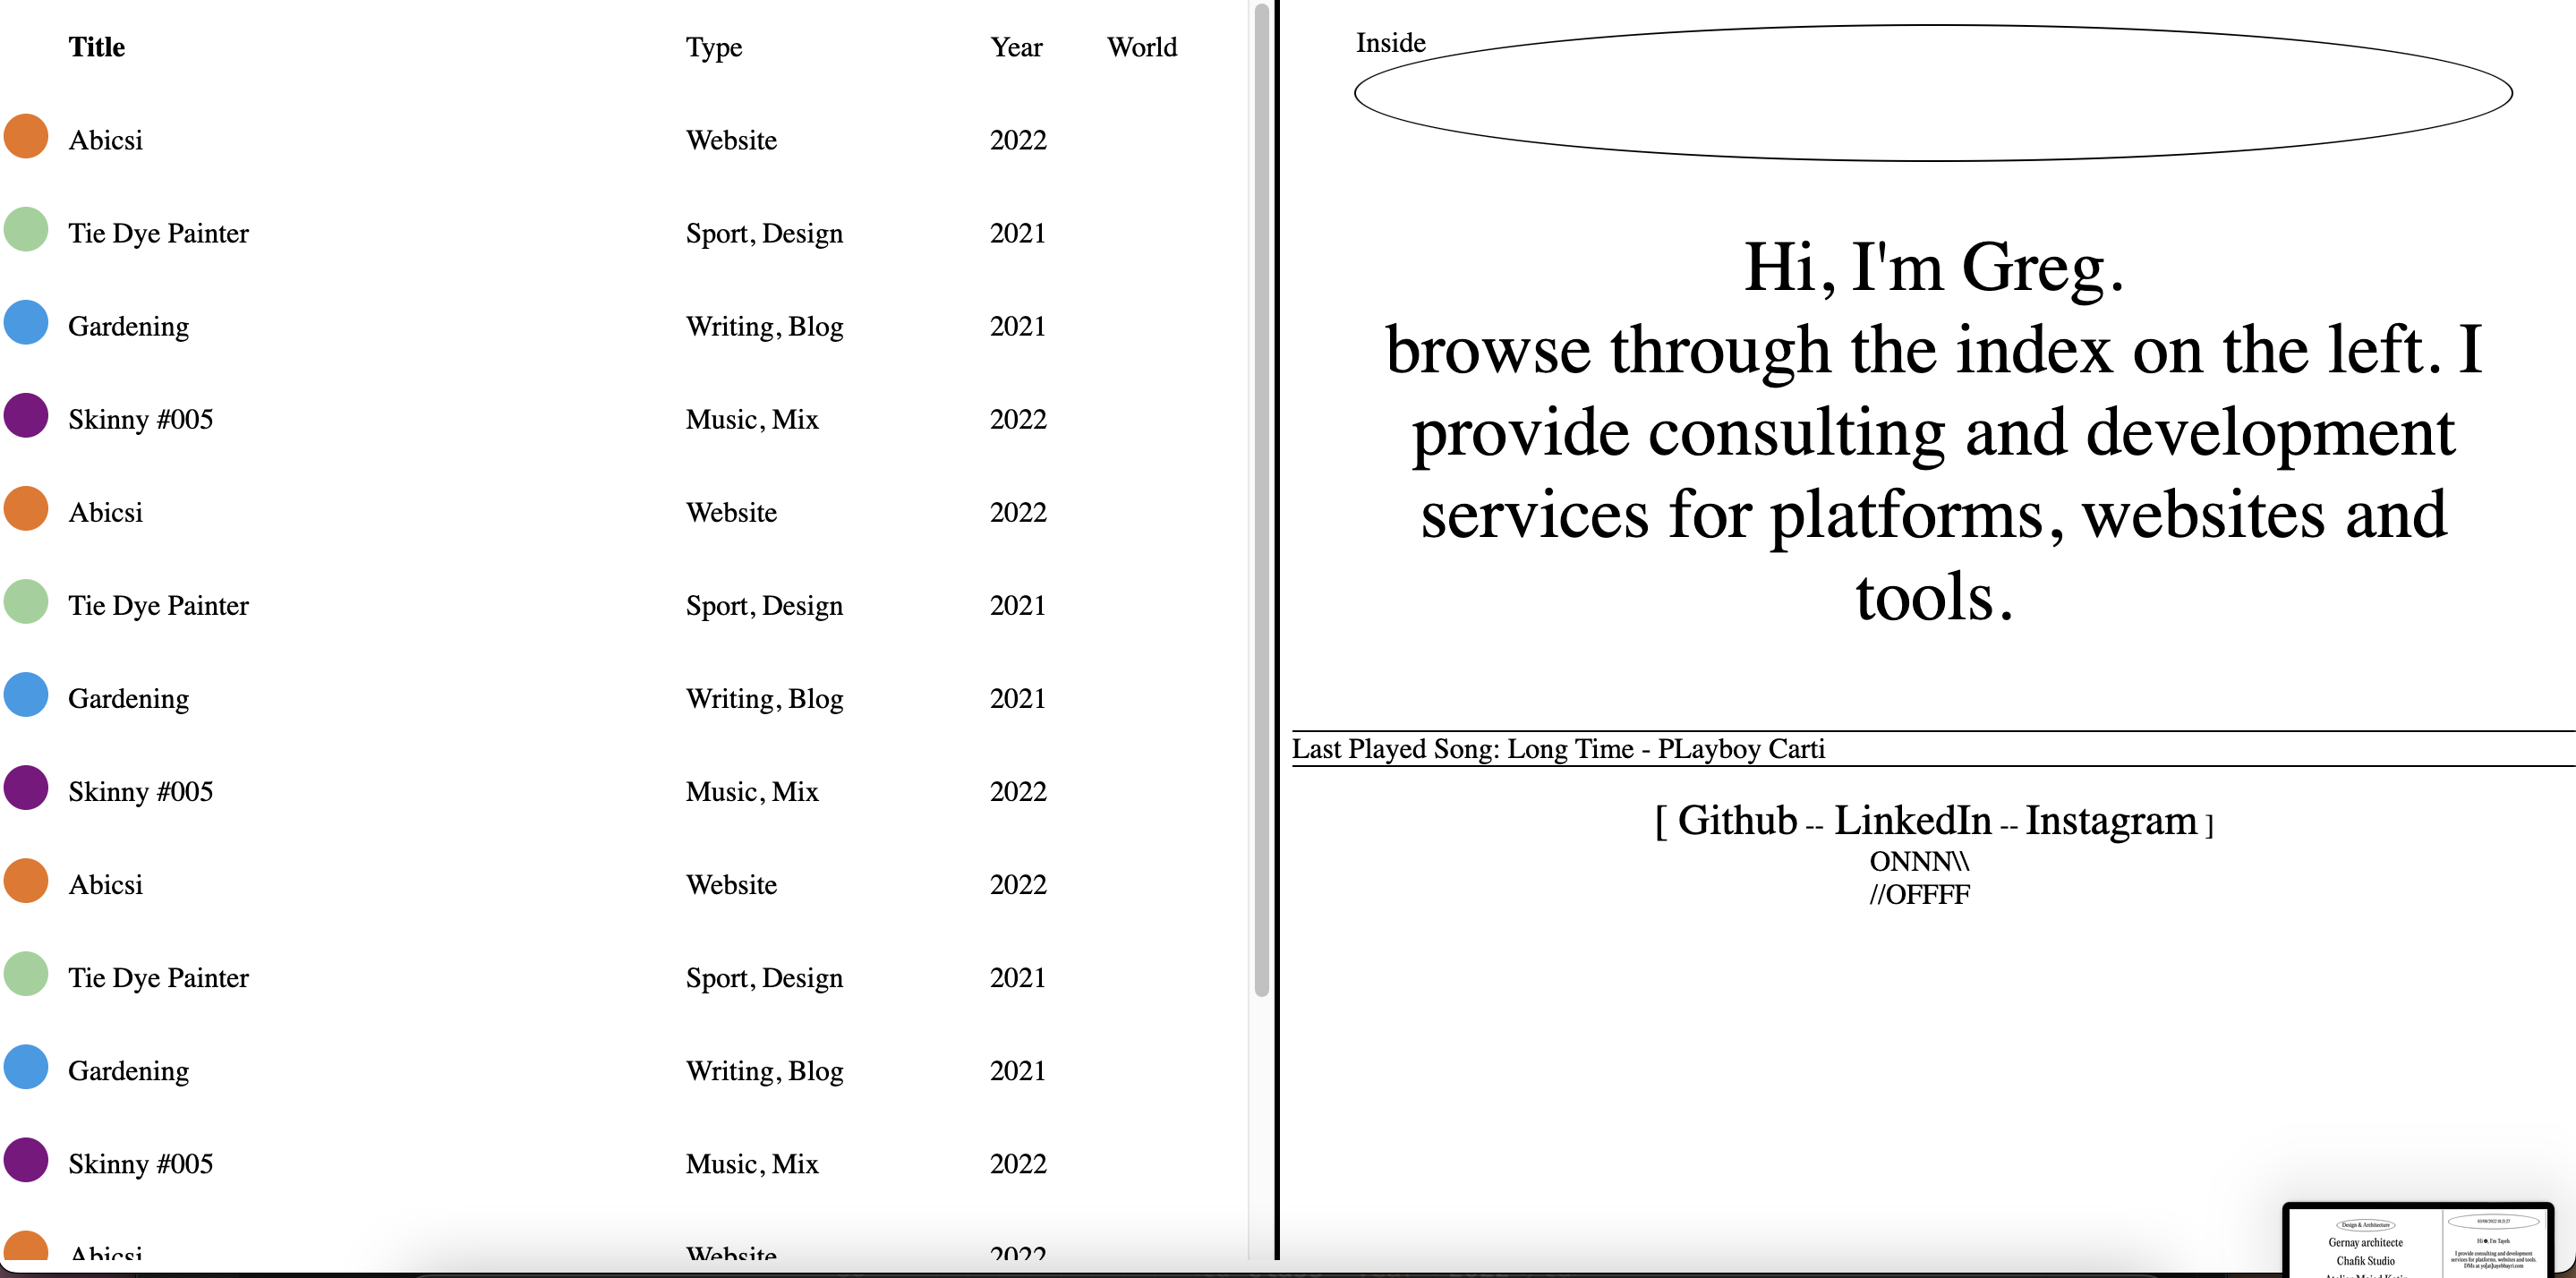 Title Type Year World
Abicsi Website 2022
Tie Dye Painter Sport, Design 2021
Gardening Writing, Blog 2021
Skinny #005 Music, Mix 2022
Abicsi Website 2022
Tie Dye Painter Sport, Design 2021
Gardening Writing, Blog 2021
Skinny #005 Music, Mix 2022
Abicsi Website 2022
Tie Dye Painter Sport, Design 2021
Gardening Writing, Blog 2021
Skinny #005 Music, Mix 2022
Abicsi Website 2022
Inside
Hi, I'm Greg.
browse through the index on the left. I
provide consulting and development
services for platforms, websites and
tools.
Last Played Song: Long Time - PLayboy Carti
[ Github -- LinkedIn -- Instagram ]
ONNN\\
//OFFFF
Design & Architecture
Gernay architecte
Chafik Studio
I provide consulting and development
services for platforms, websites and tools.